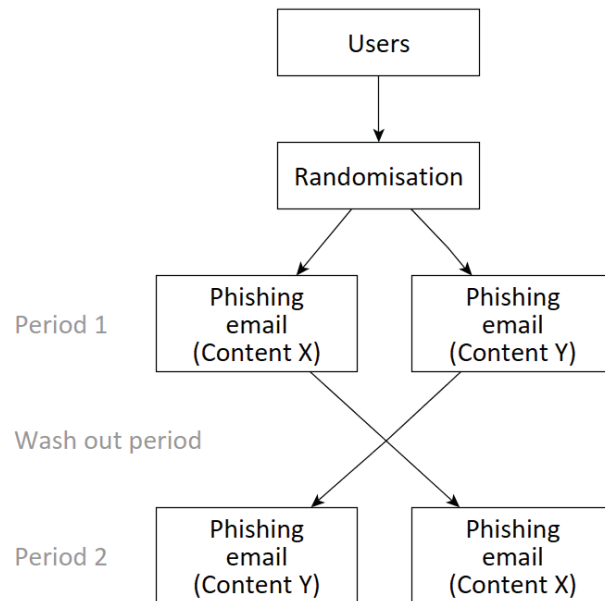 Users
Randomisation
Period 1
Phishing
email
(Content X)
Phishing
email
(Content Y)
Wash out period
Period 2
Phishing
email
(Content Y)
Phishing
email
(Content X)